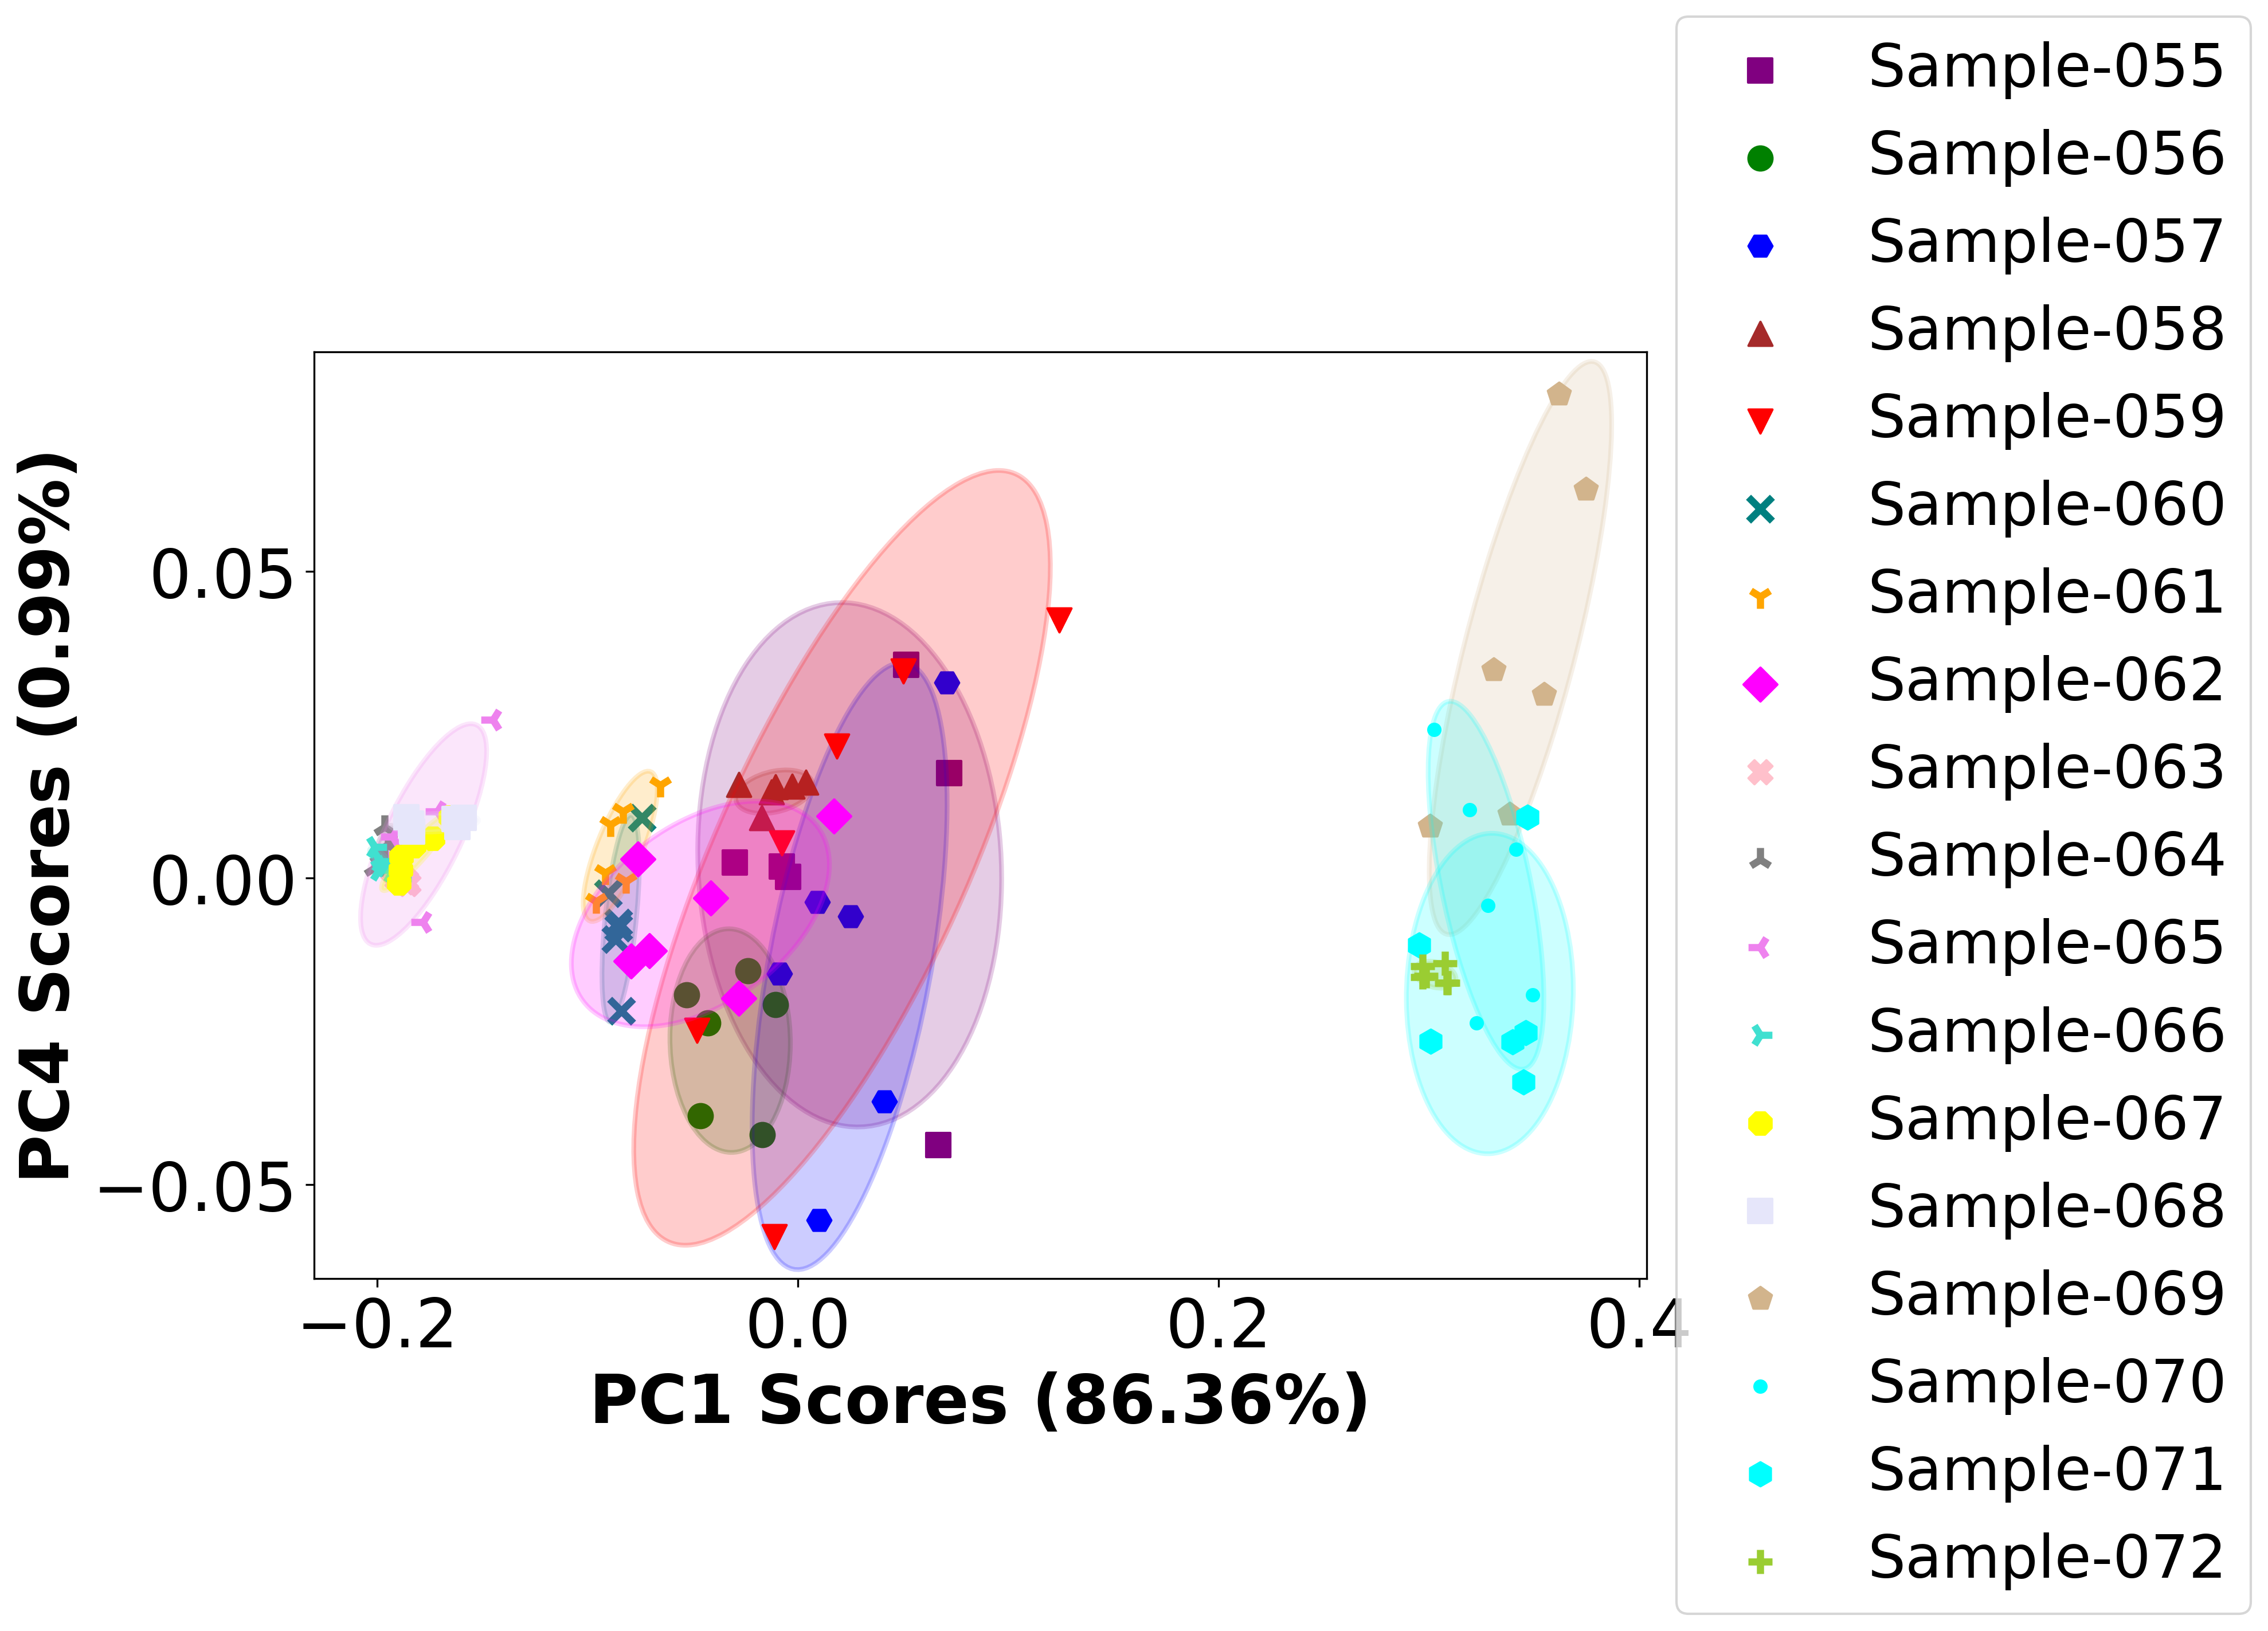 Sample-055
Sample-056
Sample-057
Sample-058
Sample-059
Sample-060
Sample-061
Sample-062
Sample-063
Sample-064
Sample-065
Sample-066
Sample-067
Sample-068
Sample-069
Sample-070
Sample-071
Sample-072
PC4 Scores (0.99%)
0.05
0.00
−0.05
−0.2 0.0 0.2 0.4
PC1 Scores (86.36%)